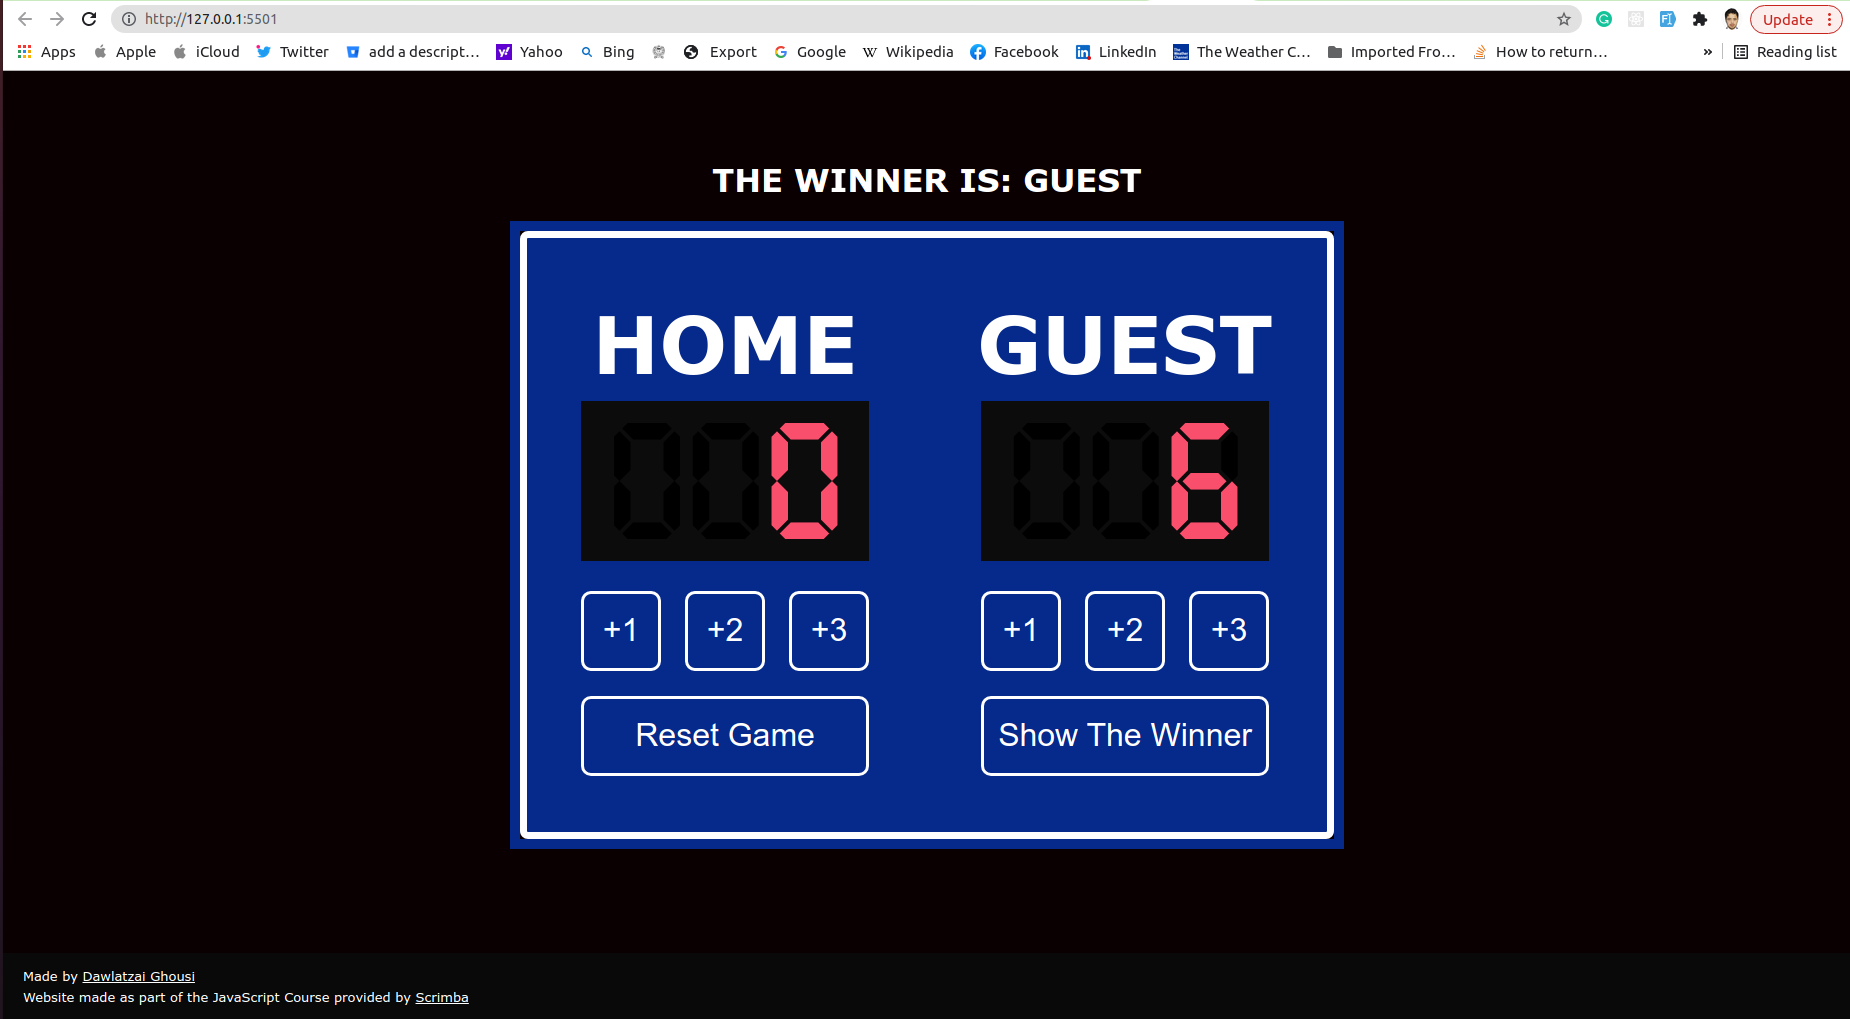 http://127.0.0.1:5501
Update
Apps Apple iCloud Twitter add a descript... Yahoo Bing Export Google Wikipedia Facebook LinkedIn The Weather C... Imported Fro... How to return... » Reading list
THE WINNER IS: GUEST
HOME GUEST
0 6
+1 +2 +3 +1 +2 +3
Reset Game Show The Winner
Made by Dawlatzai Ghousi
Website made as part of the JavaScript Course provided by Scrimba